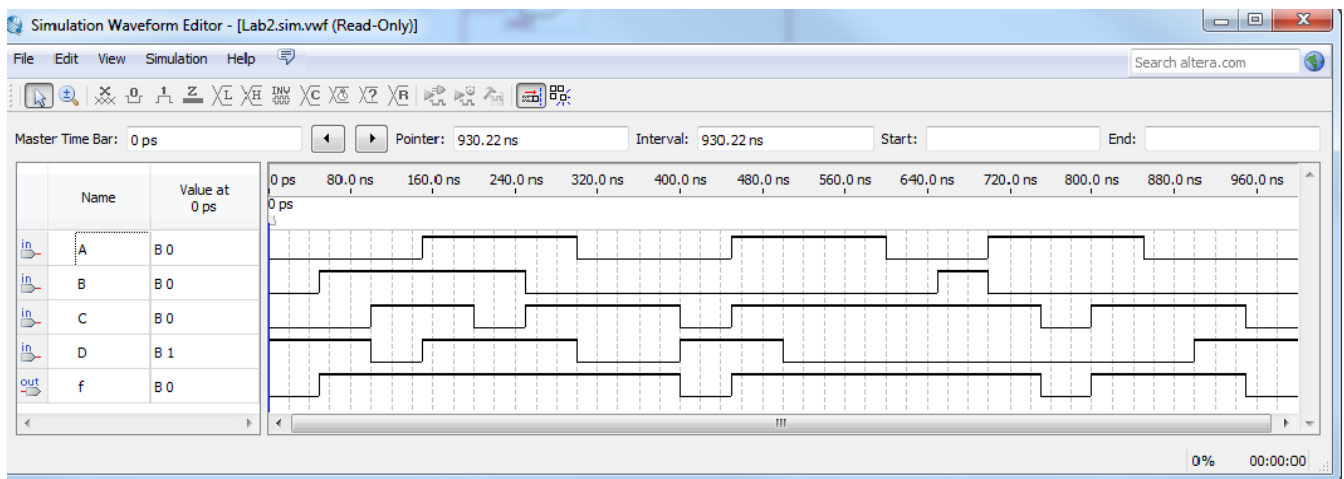 Simulation Waveform Editor - [Lab2.sim.vwf (Read-Only)]
File Edit View Simulation Help Search altera.com
Master Time Bar: 0 ps Pointer: 930.22 ns Interval: 930.22 ns Start: End:
Name Value at 0 ps
0 ps 80.0 ns 160.0 ns 240.0 ns 320.0 ns 400.0 ns 480.0 ns 560.0 ns 640.0 ns 720.0 ns 800.0 ns 880.0 ns 960.0 ns
0 ps
in A B 0
in B B 0
in C B 0
in D B 1
out f B 0
0% 00:00:00